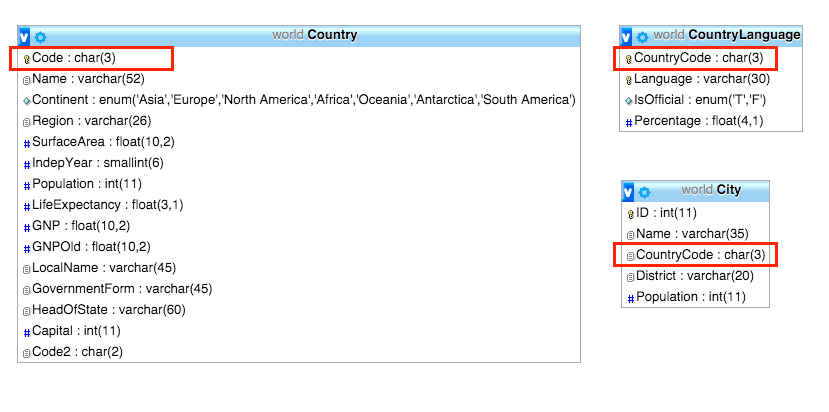 world Country
Code : char(3)
Name : varchar(52)
Continent : enum('Asia','Europe','North America','Africa','Oceania','Antarctica','South America')
Region : varchar(26)
SurfaceArea : float(10,2)
IndepYear : smallint(6)
Population : int(11)
LifeExpectancy : float(3,1)
GNP : float(10,2)
GNPOld : float(10,2)
LocalName : varchar(45)
GovernmentForm : varchar(45)
HeadOfState : varchar(60)
Capital : int(11)
Code2 : char(2)
world CountryLanguage
CountryCode : char(3)
Language : varchar(30)
IsOfficial : enum('T','F')
Percentage : float(4,1)
world City
ID : int(11)
Name : varchar(35)
CountryCode : char(3)
District : varchar(20)
Population : int(11)